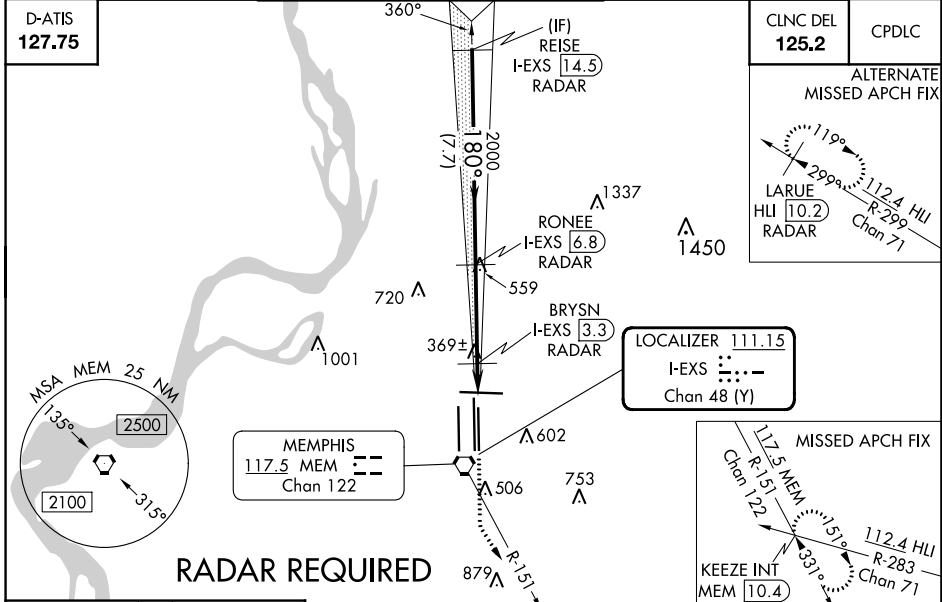 D-ATIS
127.75
360°
(IF)
REISE
I-EXS 14.5
RADAR
CLNC DEL
125.2
CPDLC
ALTERNATE
MISSED APCH FIX
119°
299°
112.4 HLI
R-299
Chan 71
LARUE
HLI 10.2
RADAR
2000
180°
(7.7)
1337
1450
RONEE
I-EXS 6.8
RADAR
559
720
BRYSN
I-EXS 3.3
RADAR
369±
1001
LOCALIZER 111.15
I-EXS
Chan 48 (Y)
MSA MEM 25 NM
135°
2500
2100
315°
MEMPHIS
117.5 MEM
Chan 122
602
506
753
879
R-151
RADAR REQUIRED
MISSED APCH FIX
117.5 MEM
R-151
Chan 122
151°
331°
112.4 HLI
R-283
Chan 71
KEEZE INT
MEM 10.4